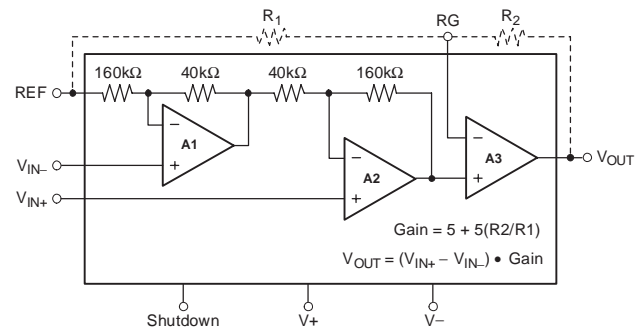 R1 RG R2
160kΩ 40kΩ 40kΩ 160kΩ
REF
− A1 +
− A2 +
− A3 +
VIN−
VIN+
VOUT
Gain = 5 + 5(R2/R1)
VOUT = (VIN+ − VIN−) • Gain
Shutdown V+ V−